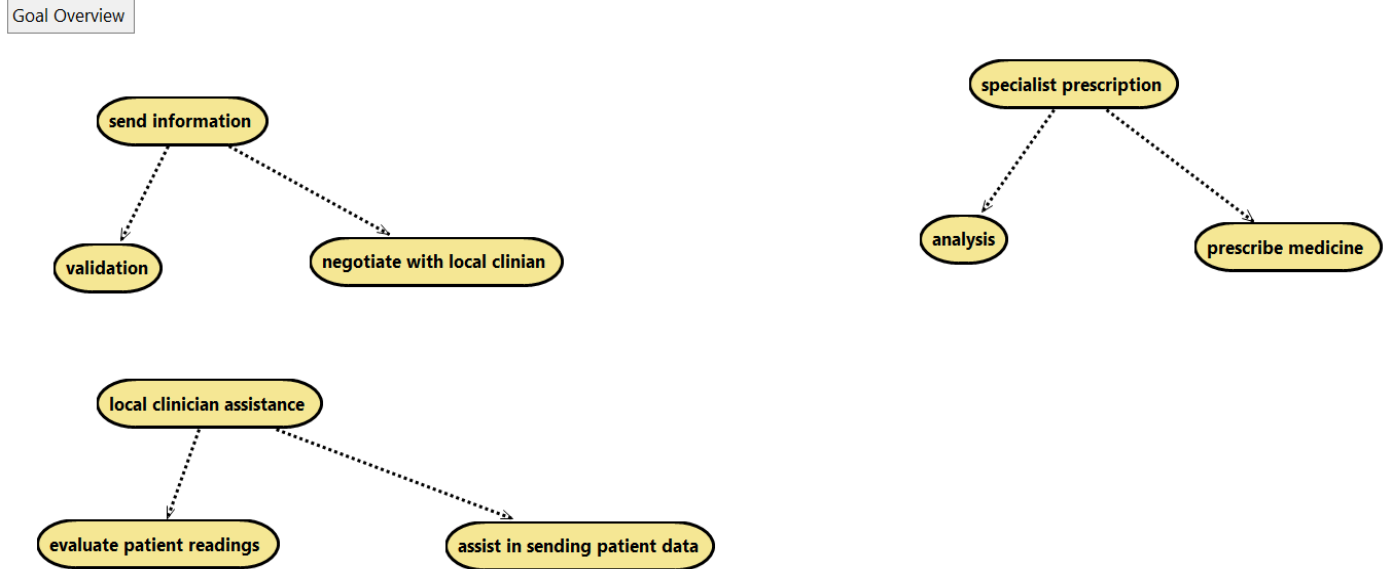 Goal Overview
specialist prescription
send information
analysis
prescribe medicine
validation
negotiate with local clinian
local clinician assistance
evaluate patient readings
assist in sending patient data